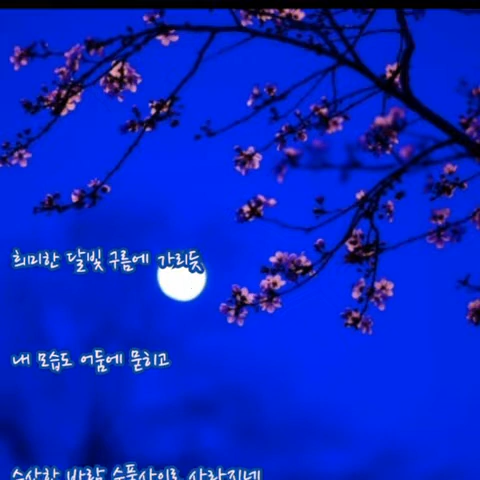 희미한 달빛 구름에 가리듯
내 모습도 어둠에 묻히고
스산한 바람 수풀사이로 사라지네